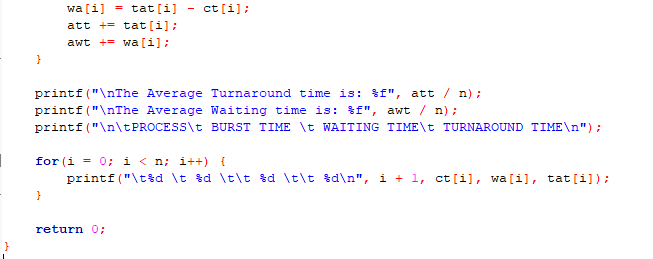 wa[i] = tat[i] - ct[i];
att += tat[i];
awt += wa[i];
}
printf("\nThe Average Turnaround time is: %f", att / n);
printf("\nThe Average Waiting time is: %f", awt / n);
printf("\n\tPROCESS\t BURST TIME \t WAITING TIME\t TURNAROUND TIME\n");
for(i = 0; i < n; i++) {
printf("\t%d \t %d \t\t %d \t\t %d\n", i + 1, ct[i], wa[i], tat[i]);
}
return 0;
}